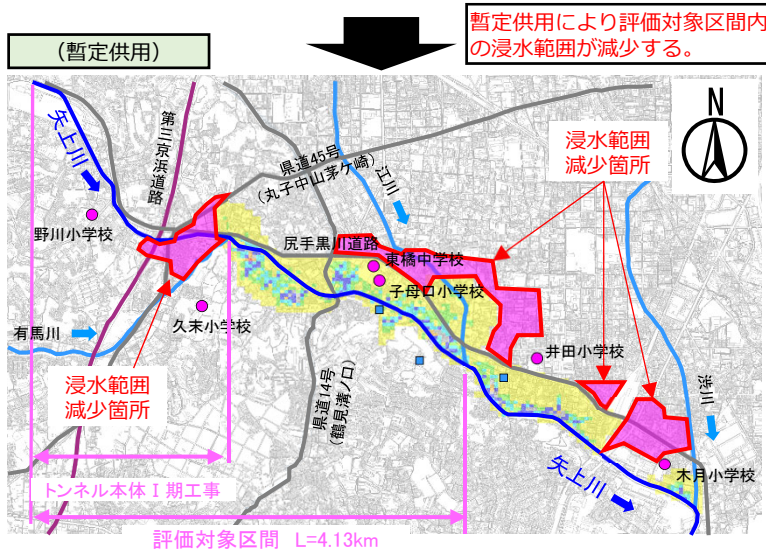 暫定供用により評価対象区間内
の浸水範囲が減少する。
(暫定供用)
N
矢上川
第三京浜道路
県道45号
(丸子中山茅ケ崎)
江川
浸水範囲
減少箇所
野川小学校
尻手黒川道路
東橘中学校
子母口小学校
久末小学校
有馬川
井田小学校
浸水範囲
減少箇所
県道14号
(鶴見溝ノ口)
渋川
トンネル本体Ⅰ期工事
矢上川
木月小学校
評価対象区間 L=4.13km